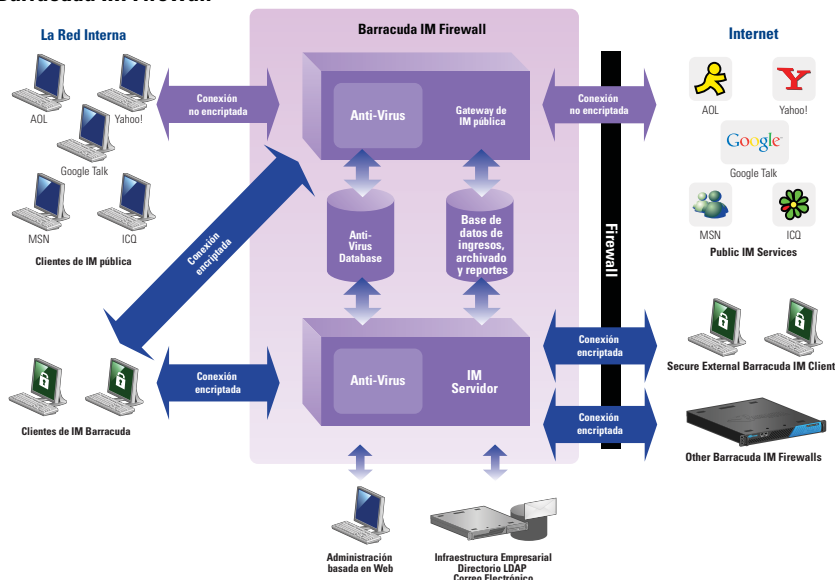 Barracuda IM Firewall
La Red Interna
Barracuda IM Firewall
Internet
AOL
Yahoo!
Google Talk
MSN
ICQ
Clientes de IM pública
Conexión
no encriptada
Anti-Virus
Gateway de
IM pública
Conexión
no encriptada
AOL
Y
Yahoo!
Google
Google Talk
MSN
ICQ
Public IM Services
Anti-
Virus
Database
Base de
datos de
ingresos,
archivado
y reportes
Firewall
Conexión
encriptada
Clientes de IM Barracuda
Conexión
encriptada
Anti-Virus
IM
Servidor
Conexión
encriptada
Secure External Barracuda IM Client
Conexión
encriptada
Other Barracuda IM Firewalls
Administración
basada en Web
Infraestructura Empresarial
Directorio LDAP
Correo Electrónico